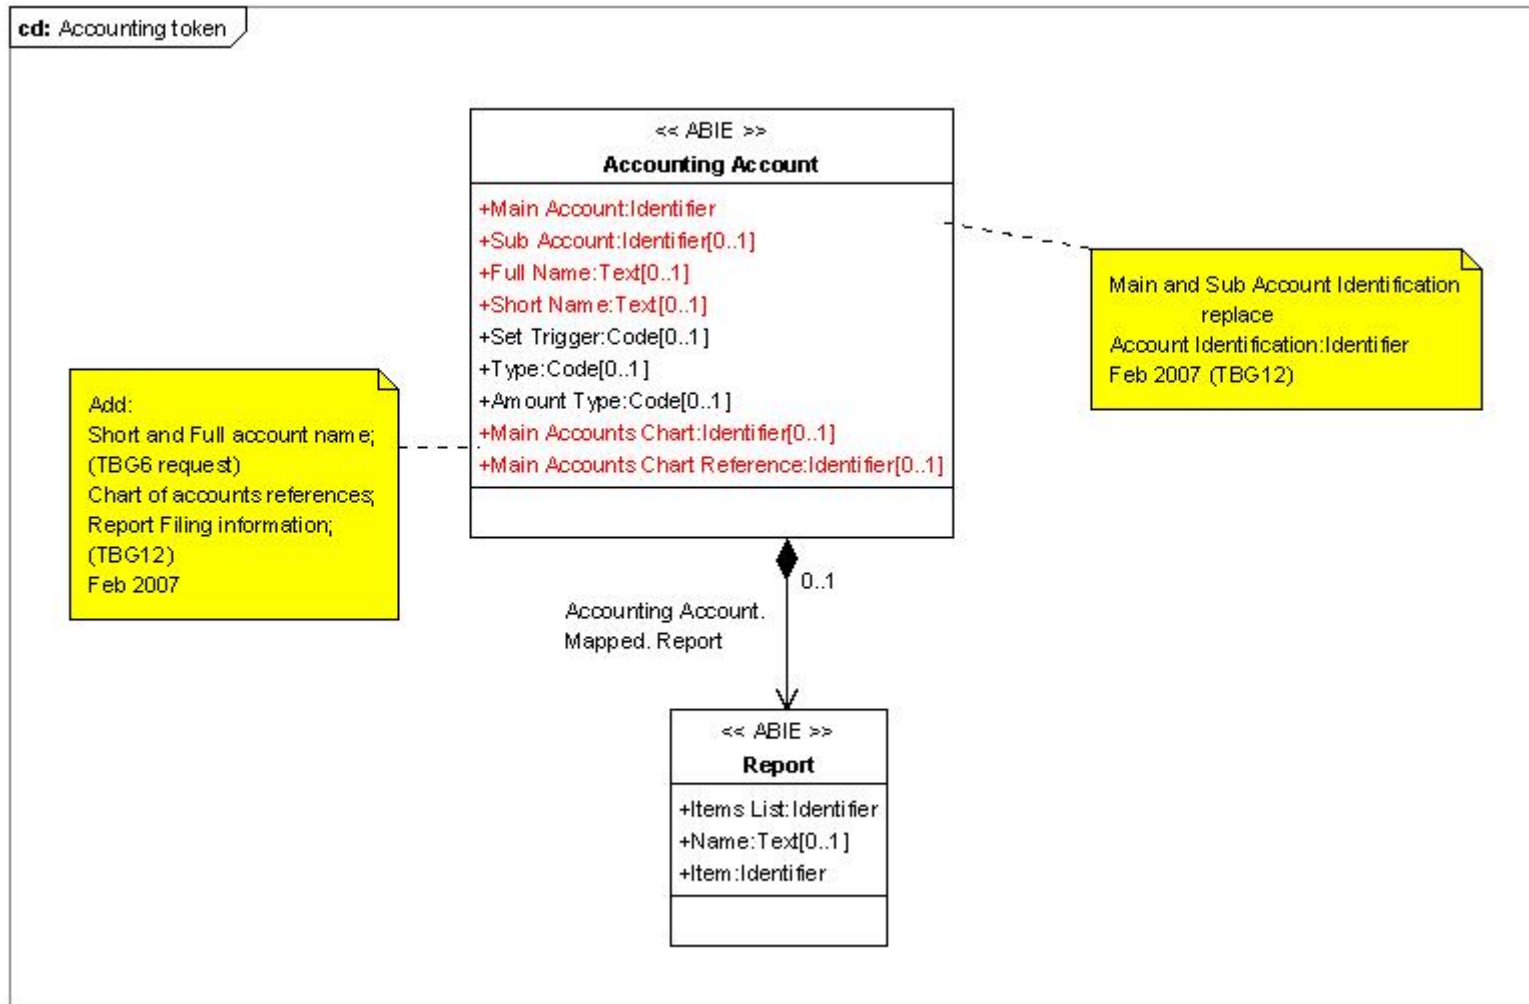 cd: Accounting token
<< ABIE >>
Accounting Account
+Main Account:Identifier
+Sub Account:Identifier[0..1]
+Full Name:Text[0..1]
+Short Name:Text[0..1]
+Set Trigger:Code[0..1]
+Type:Code[0..1]
+Amount Type:Code[0..1]
+Main Accounts Chart:Identifier[0..1]
+Main Accounts Chart Reference:Identifier[0..1]
Main and Sub Account Identification
replace
Account Identification:Identifier
Feb 2007 (TBG12)
Add:
Short and Full account name;
(TBG6 request)
Chart of accounts references;
Report Filing information;
(TBG12)
Feb 2007
0..1
Accounting Account.
Mapped. Report
<< ABIE >>
Report
+Items List:Identifier
+Name:Text[0..1]
+Item:Identifier